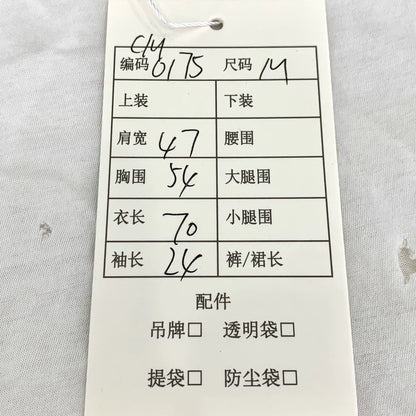 CM
编码 0175 尺码 M
上装 下装
肩宽 47 腰围
胸围 54 大腿围
衣长 70 小腿围
袖长 24 裤/裙长
配件
吊牌□ 透明袋□
提袋□ 防尘袋□